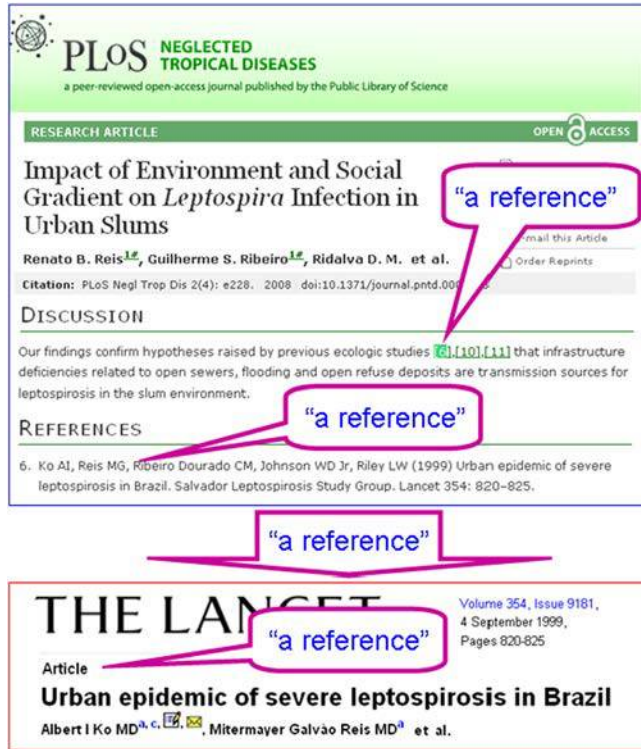 PLoS NEGLECTED
TROPICAL DISEASES
a peer-reviewed open-access journal published by the Public Library of Science
RESEARCH ARTICLE
OPEN ACCESS
Impact of Environment and Social
Gradient on Leptospira Infection in
Urban Slums
"a reference"
E-mail this Article
Order Reprints
Renato B. Reis1#, Guilherme S. Ribeiro1#, Ridalva D. M. et al.
Citation: PLoS Negl Trop Dis 2(4): e228. 2008 doi:10.1371/journal.pntd.000
DISCUSSION
Our findings confirm hypotheses raised by previous ecologic studies [6],[10],[11] that infrastructure
deficiencies related to open sewers, flooding and open refuse deposits are transmission sources for
leptospirosis in the slum environment.
"a reference"
REFERENCES
6. Ko AI, Reis MG, Ribeiro Dourado CM, Johnson WD Jr, Riley LW (1999) Urban epidemic of severe
leptospirosis in Brazil. Salvador Leptospirosis Study Group. Lancet 354: 820–825.
"a reference"
THE LANCET
Volume 354, Issue 9181,
4 September 1999,
Pages 820-825
"a reference"
Article
Urban epidemic of severe leptospirosis in Brazil
Albert I Ko MDa, c, Mitermayer Galvão Reis MDa et al.